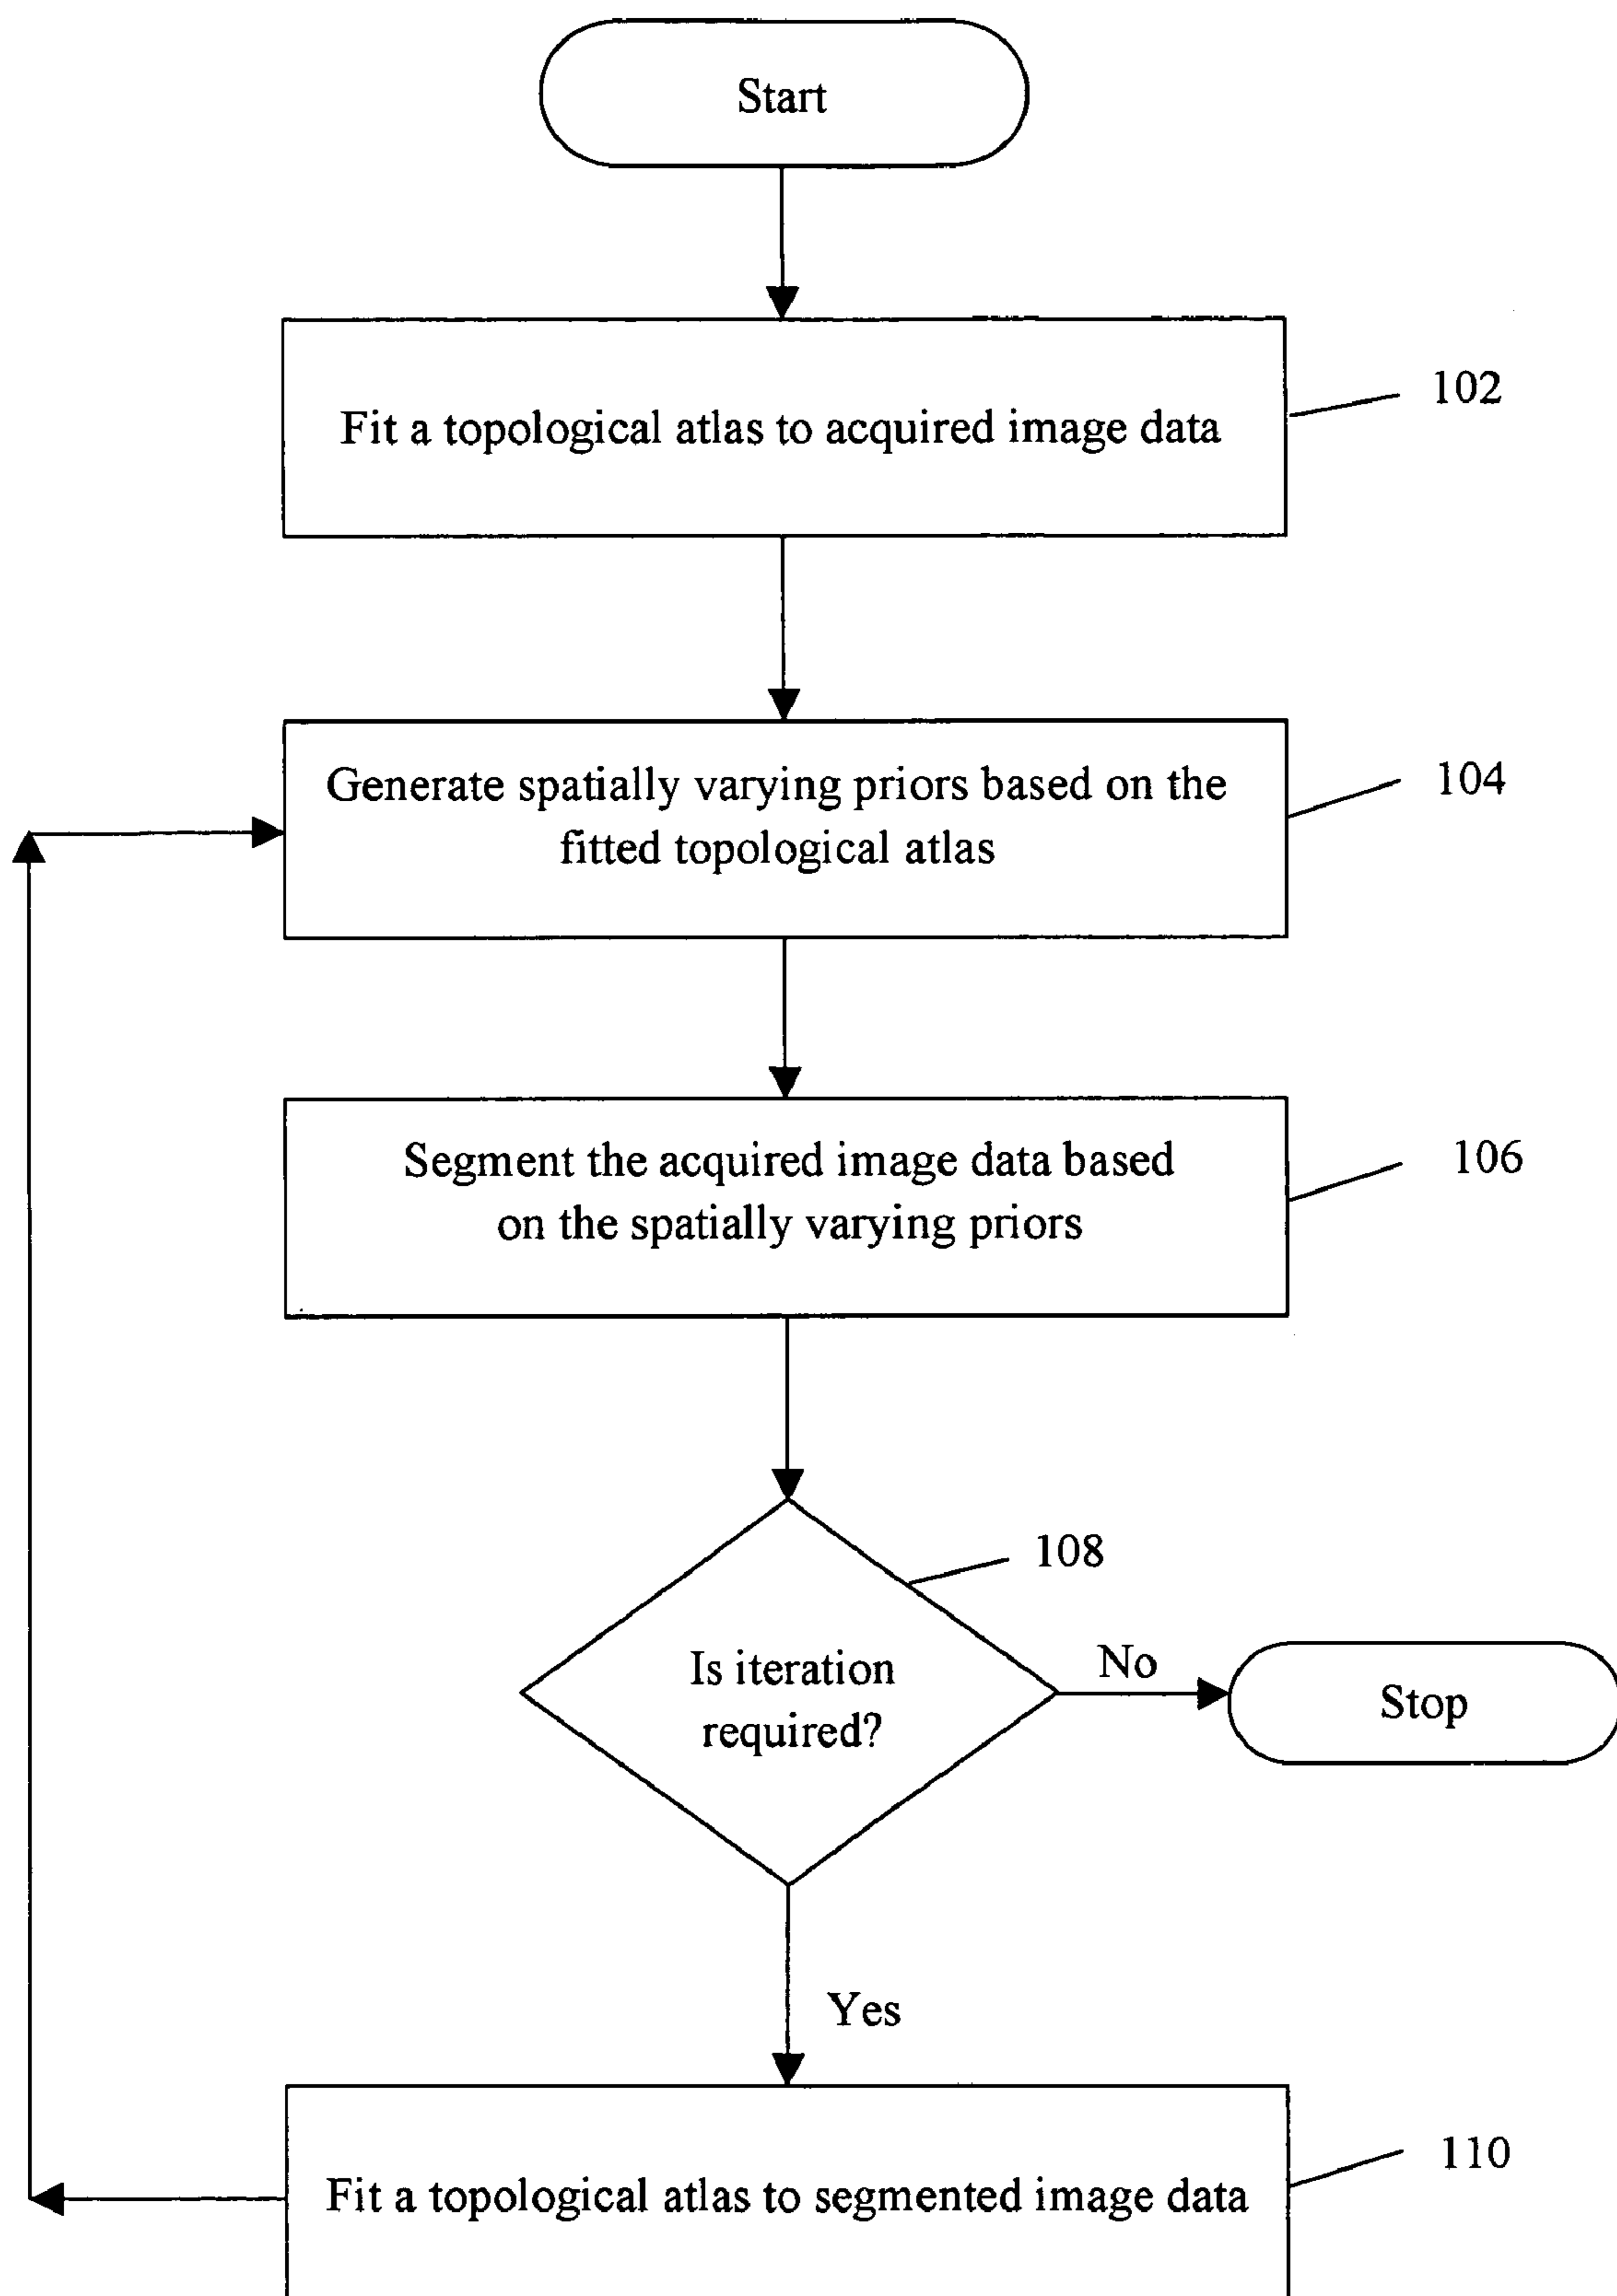 Start
Fit a topological atlas to acquired image data
102
Generate spatially varying priors based on the
fitted topological atlas
104
Segment the acquired image data based
on the spatially varying priors
106
108
Is iteration
required?
No
Stop
Yes
Fit a topological atlas to segmented image data
110